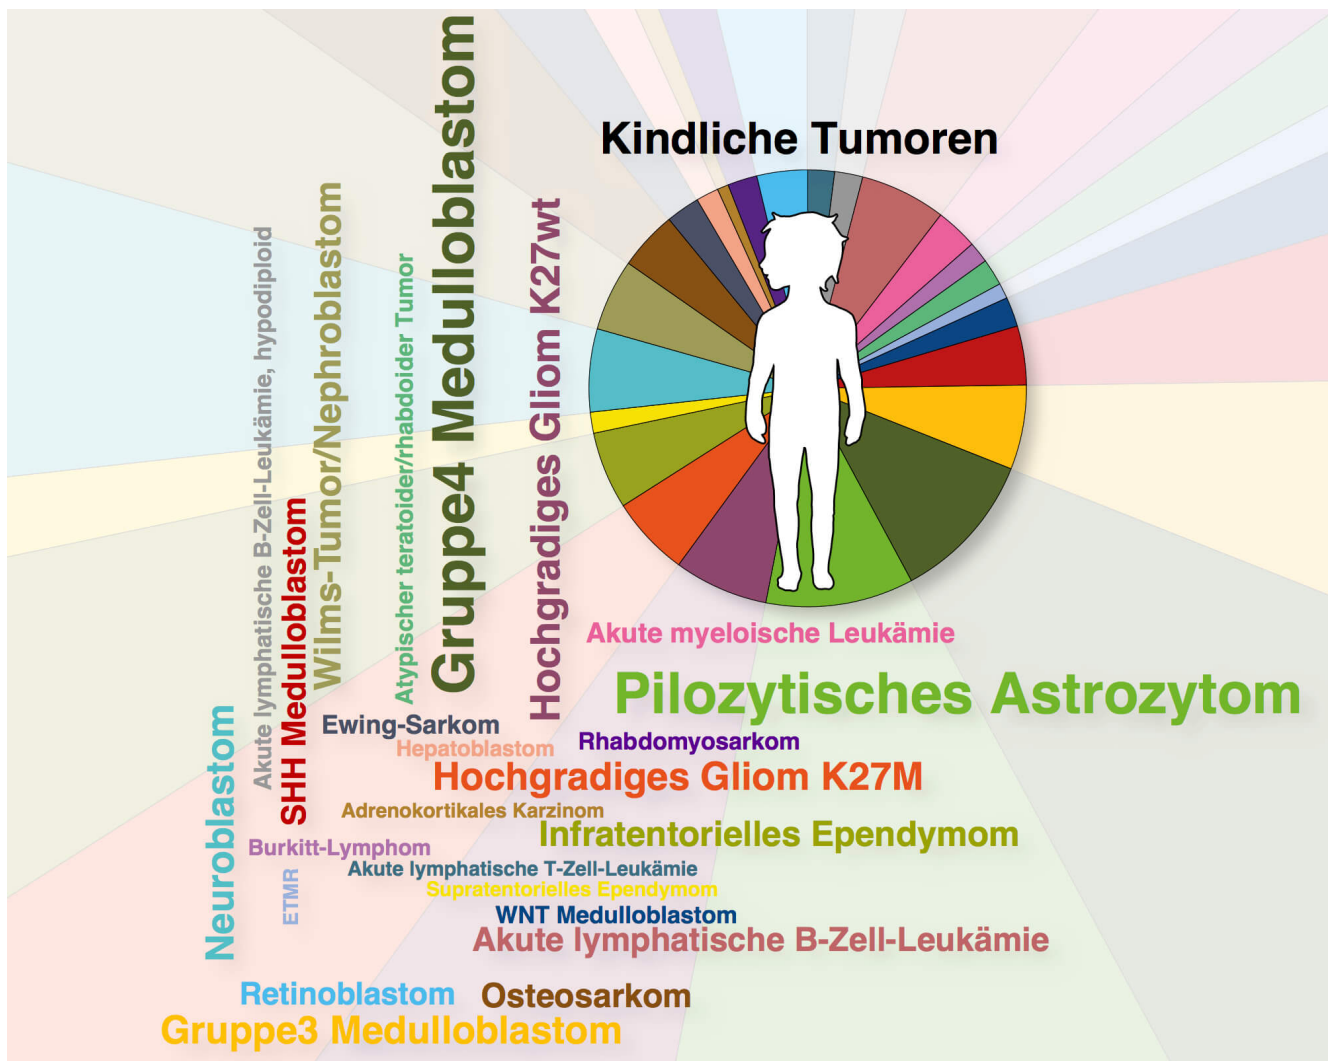 Kindliche Tumoren
Neuroblastom
Akute lymphatische B-Zell-Leukämie, hypodiploid
SHH Medulloblastom
Wilms-Tumor/Nephroblastom
Atypischer teratoider/rhabdoider Tumor
Gruppe4 Medulloblastom
Hochgradiges Gliom K27wt
Akute myeloische Leukämie
Pilozytisches Astrozytom
Ewing-Sarkom
Rhabdomyosarkom
Hepatoblastom
Hochgradiges Gliom K27M
Adrenokortikales Karzinom
Infratentorielles Ependymom
Burkitt-Lymphom
Akute lymphatische T-Zell-Leukämie
ETMR
Supratentorielles Ependymom
WNT Medulloblastom
Akute lymphatische B-Zell-Leukämie
Retinoblastom
Osteosarkom
Gruppe3 Medulloblastom